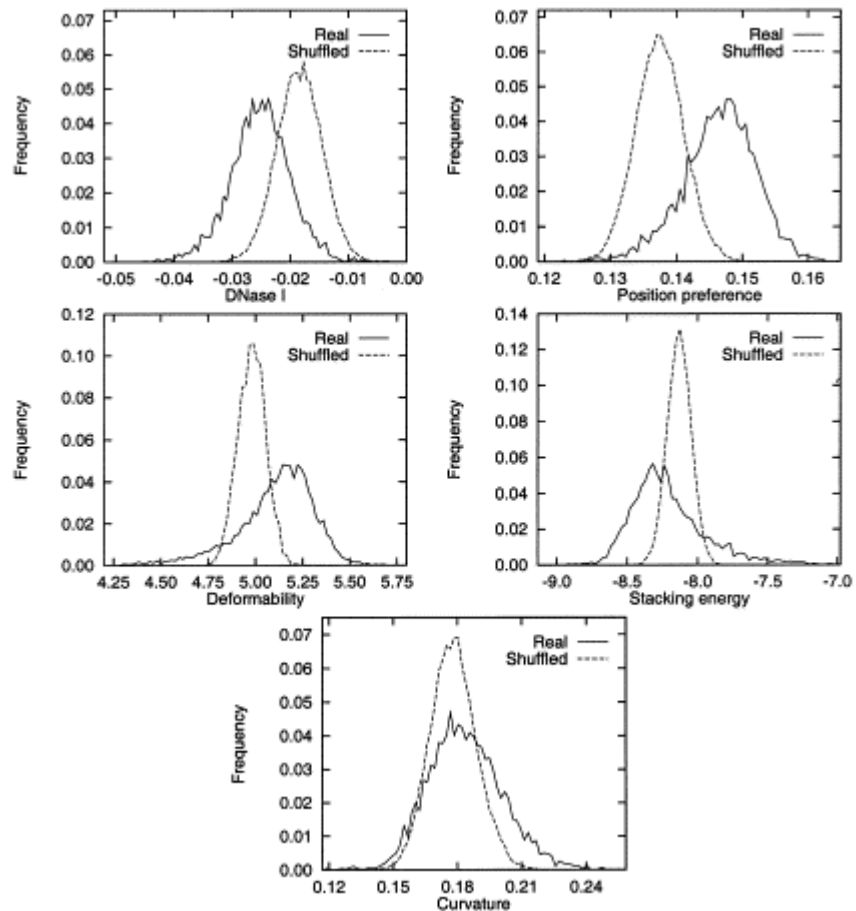 0.07
0.06
0.05
0.04
0.03
0.02
0.01
0.00
Frequency
Real
Shuffled
-0.05 -0.04 -0.03 -0.02 -0.01 0.00
DNase I
0.07
0.06
0.05
0.04
0.03
0.02
0.01
0.00
Frequency
Real
Shuffled
0.12 0.13 0.14 0.15 0.16
Position preference
0.12
0.10
0.08
0.06
0.04
0.02
0.00
Frequency
Real
Shuffled
4.25 4.50 4.75 5.00 5.25 5.50 5.75
Deformability
0.14
0.12
0.10
0.08
0.06
0.04
0.02
0.00
Frequency
Real
Shuffled
-9.0 -8.5 -8.0 -7.5 -7.0
Stacking energy
0.07
0.06
0.05
0.04
0.03
0.02
0.01
0.00
Frequency
Real
Shuffled
0.12 0.15 0.18 0.21 0.24
Curvature